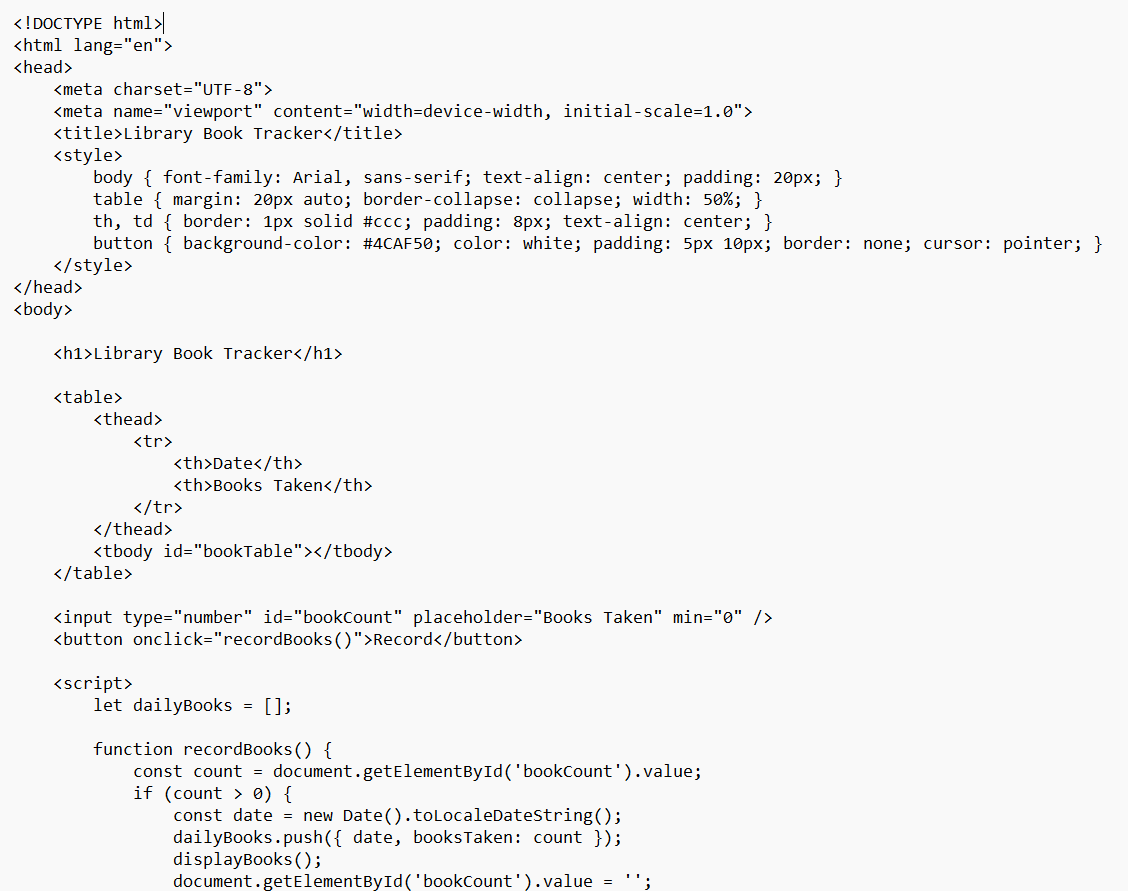 <!DOCTYPE html>
<html lang="en">
<head>
    <meta charset="UTF-8">
    <meta name="viewport" content="width=device-width, initial-scale=1.0">
    <title>Library Book Tracker</title>
    <style>
        body { font-family: Arial, sans-serif; text-align: center; padding: 20px; }
        table { margin: 20px auto; border-collapse: collapse; width: 50%; }
        th, td { border: 1px solid #ccc; padding: 8px; text-align: center; }
        button { background-color: #4CAF50; color: white; padding: 5px 10px; border: none; cursor: pointer; }
    </style>
</head>
<body>

    <h1>Library Book Tracker</h1>

    <table>
        <thead>
            <tr>
                <th>Date</th>
                <th>Books Taken</th>
            </tr>
        </thead>
        <tbody id="bookTable"></tbody>
    </table>

    <input type="number" id="bookCount" placeholder="Books Taken" min="0" />
    <button onclick="recordBooks()">Record</button>

    <script>
        let dailyBooks = [];

        function recordBooks() {
            const count = document.getElementById('bookCount').value;
            if (count > 0) {
                const date = new Date().toLocaleDateString();
                dailyBooks.push({ date, booksTaken: count });
                displayBooks();
                document.getElementById('bookCount').value = '';